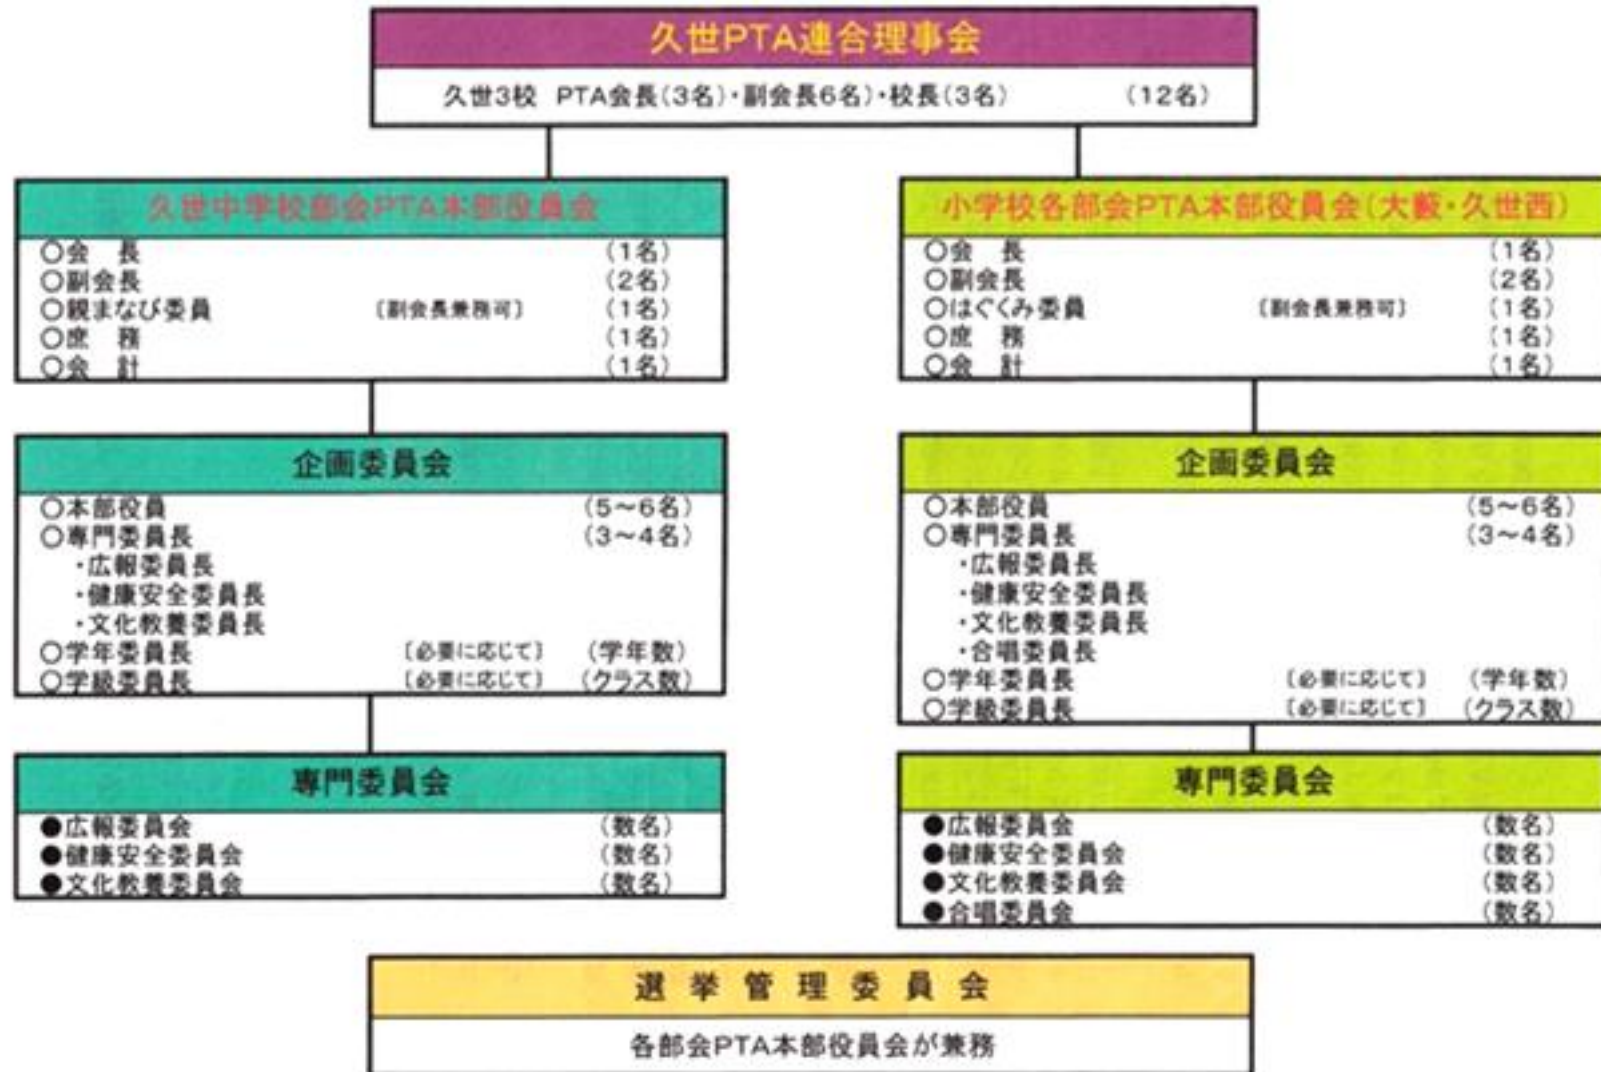 久世PTA連合理事会
久世3校 PTA会長(3名)・副会長6名)・校長(3名) (12名)
久世中学校部会PTA本部役員会
○会 長 (1名)
○副会長 (2名)
○親まなび委員 〔副会長兼務可〕 (1名)
○庶 務 (1名)
○会 計 (1名)
企画委員会
○本部役員 (5~6名)
○専門委員長 (3~4名)
・広報委員長
・健康安全委員長
・文化教養委員長
○学年委員長 〔必要に応じて〕 (学年数)
○学級委員長 〔必要に応じて〕 (クラス数)
専門委員会
●広報委員会 (数名)
●健康安全委員会 (数名)
●文化教養委員会 (数名)
小学校各部会PTA本部役員会(大藪・久世西)
○会 長 (1名)
○副会長 (2名)
○はぐくみ委員 〔副会長兼務可〕 (1名)
○庶 務 (1名)
○会 計 (1名)
企画委員会
○本部役員 (5~6名)
○専門委員長 (3~4名)
・広報委員長
・健康安全委員長
・文化教養委員長
・合唱委員長
○学年委員長 〔必要に応じて〕 (学年数)
○学級委員長 〔必要に応じて〕 (クラス数)
専門委員会
●広報委員会 (数名)
●健康安全委員会 (数名)
●文化教養委員会 (数名)
●合唱委員会 (数名)
選 挙 管 理 委 員 会
各部会PTA本部役員会が兼務